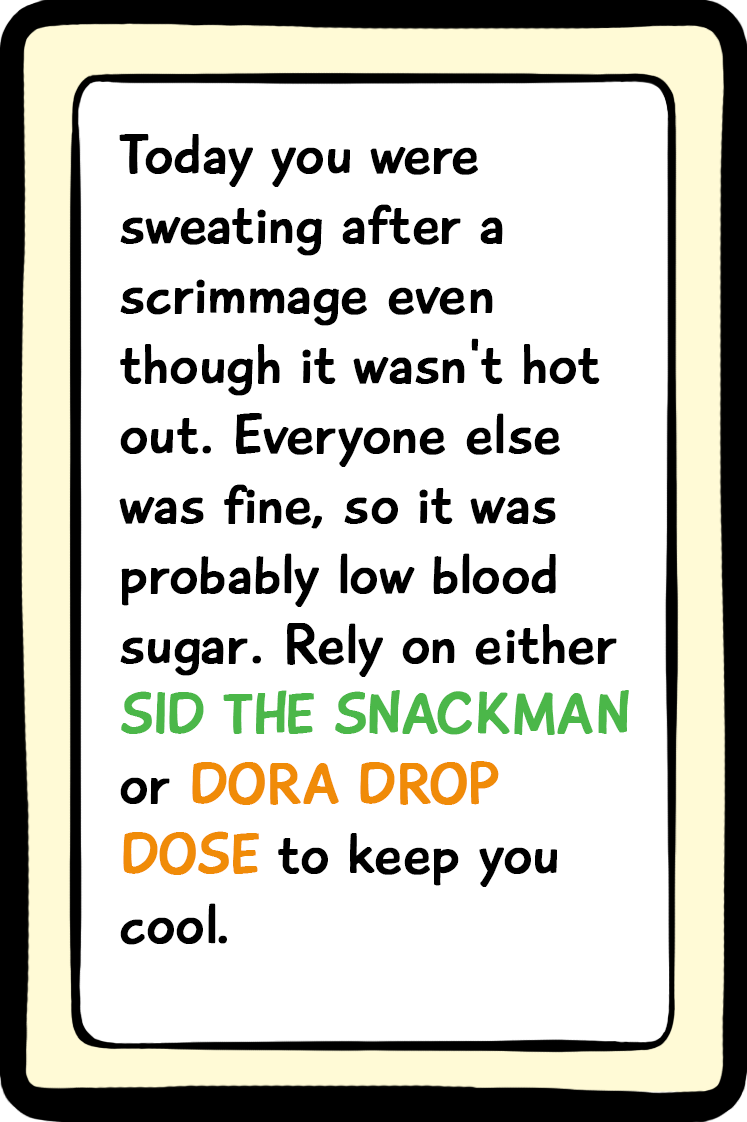 Today you were
sweating after a
scrimmage even
though it wasn't hot
out. Everyone else
was fine, so it was
probably low blood
sugar. Rely on either
SID THE SNACKMAN
or DORA DROP
DOSE to keep you
cool.